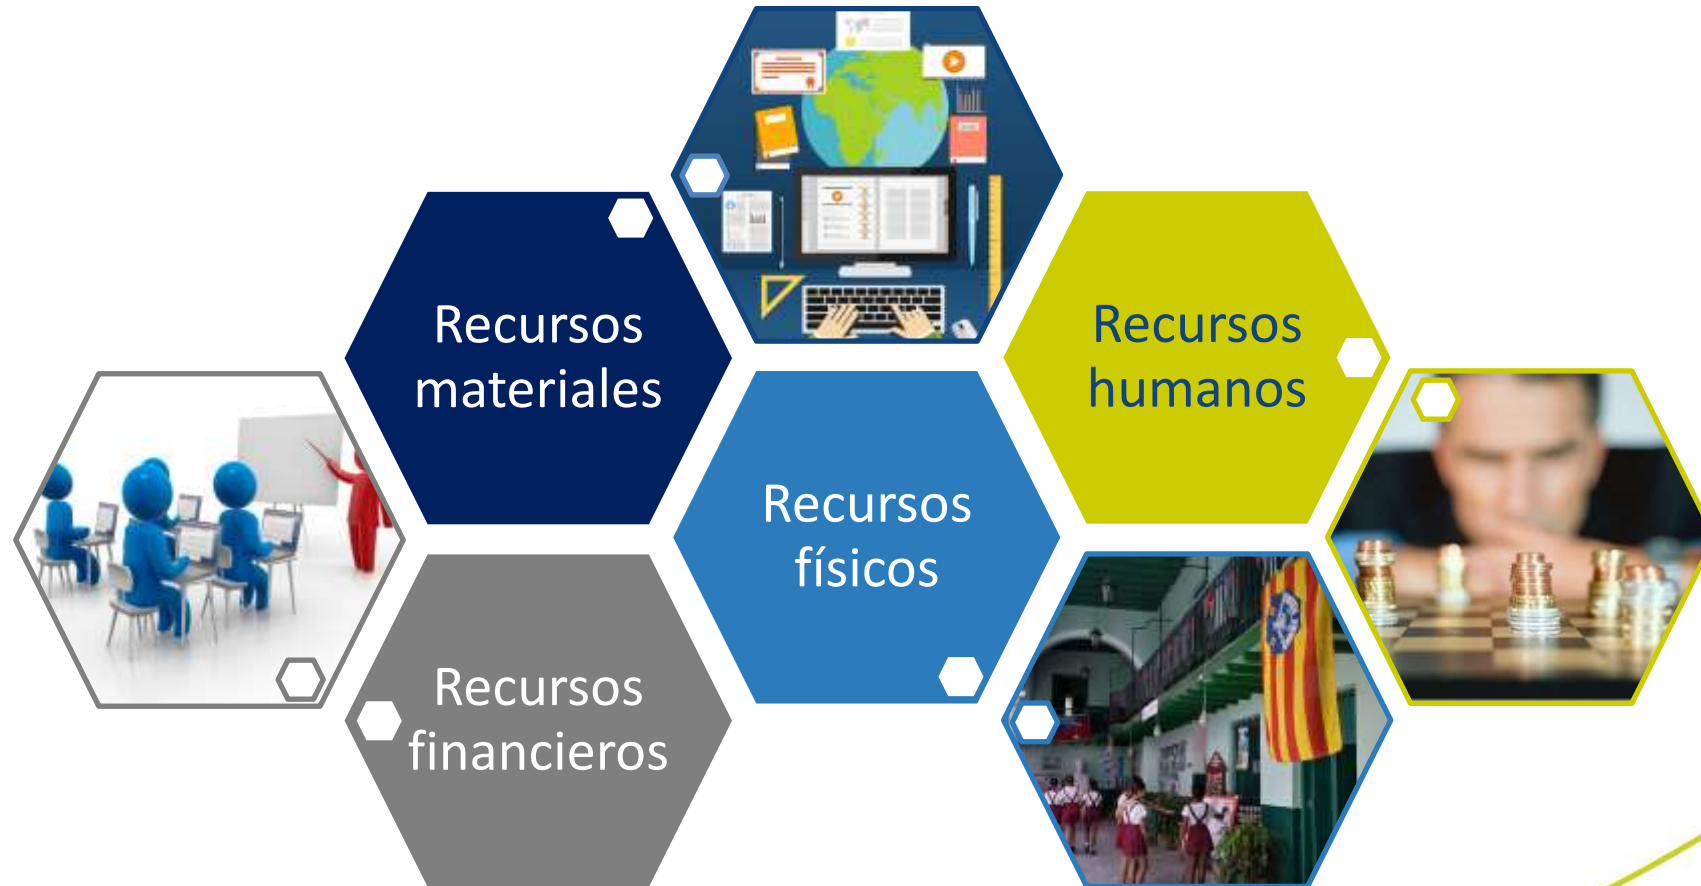 Recursos
materiales
Recursos
humanos
Recursos
físicos
Recursos
financieros